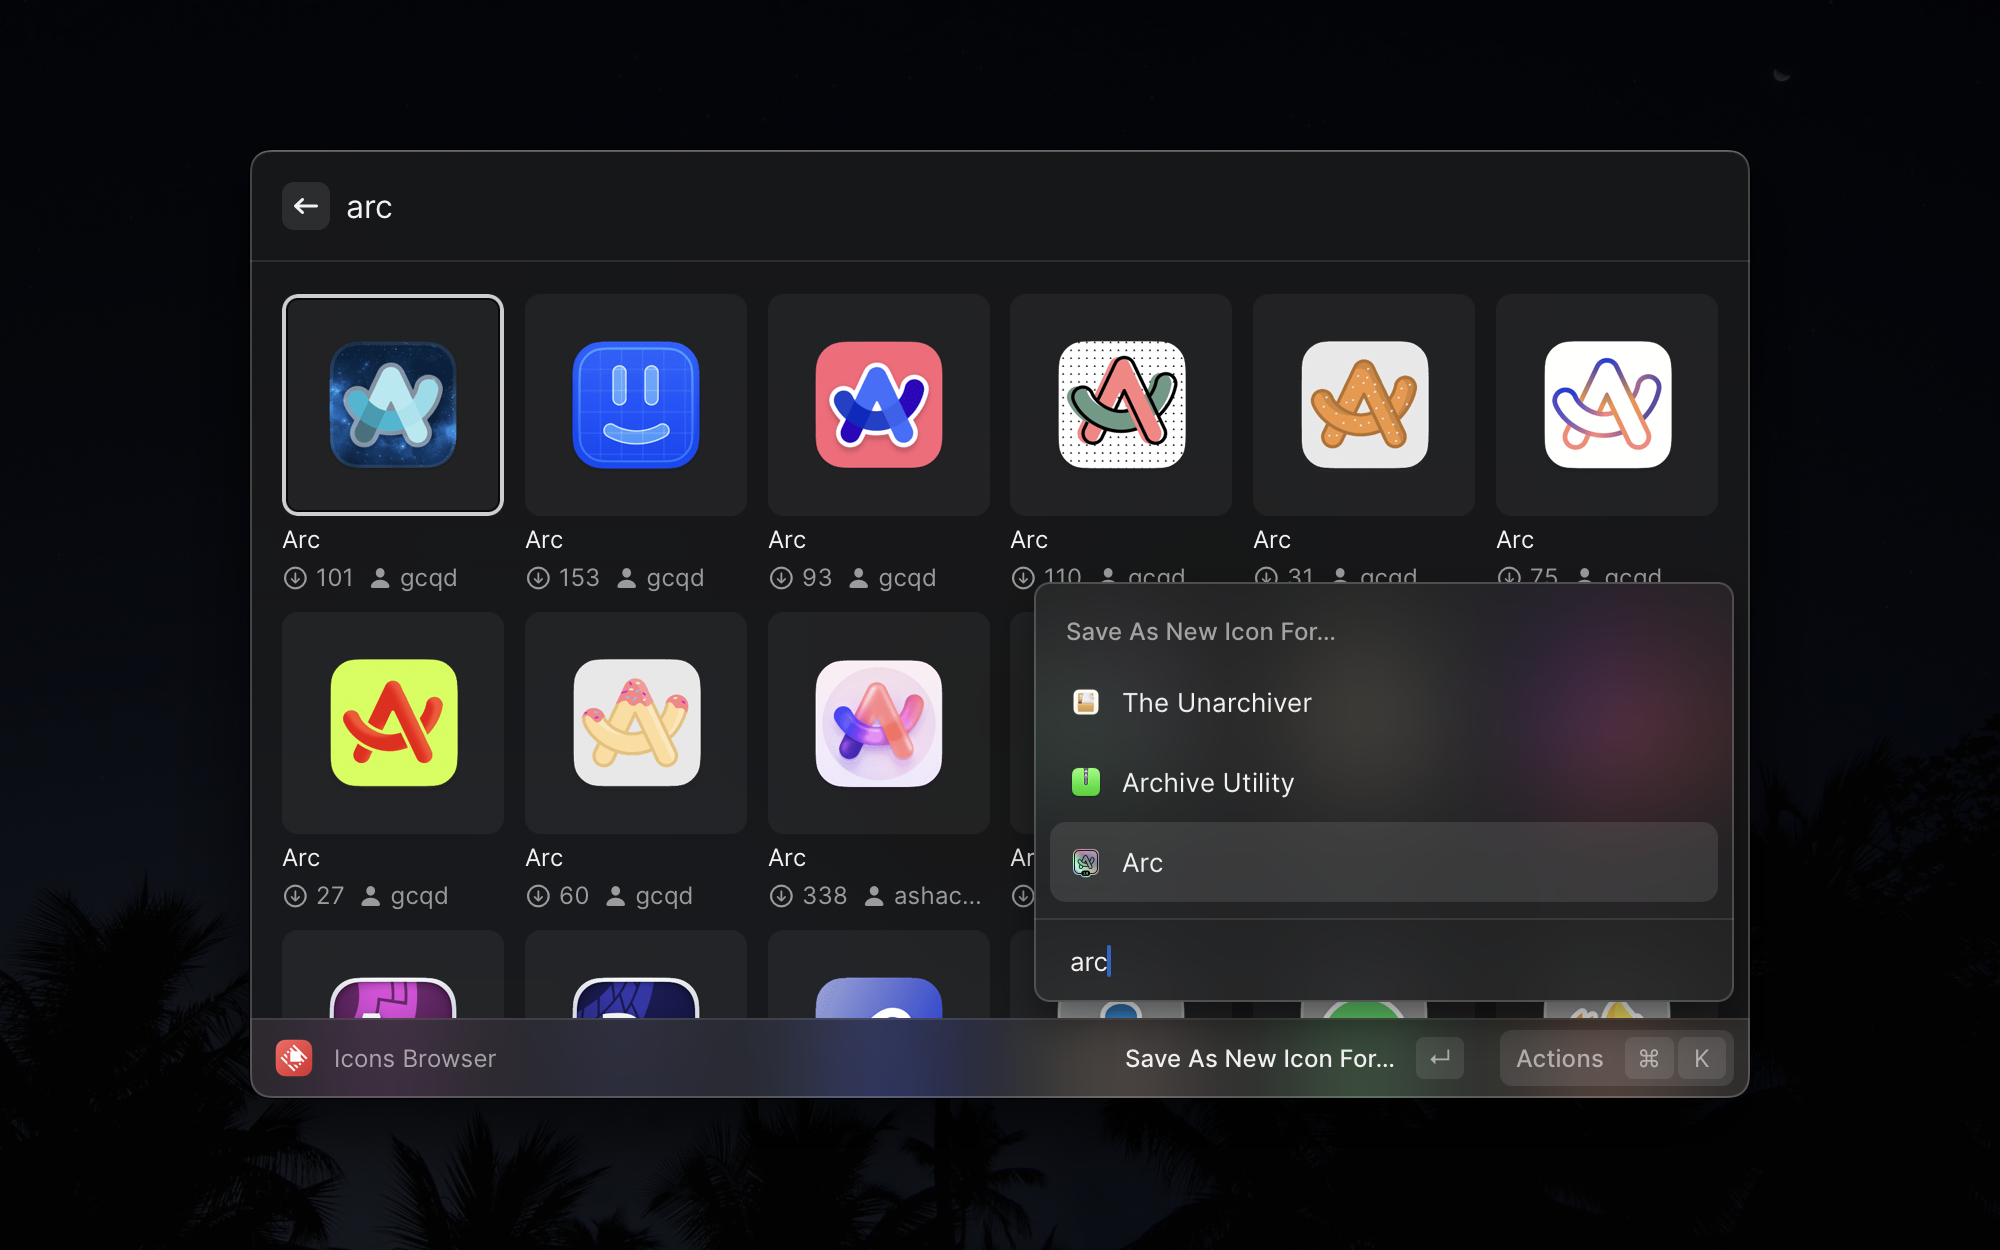 arc
Arc
Arc
Arc
Arc
Arc
Arc
101 gcqd
153 gcqd
93 gcqd
110 gcqd
31 gcqd
75 gcqd
Arc
Arc
Arc
Ar
27 gcqd
60 gcqd
338 ashac...
Save As New Icon For...
The Unarchiver
Archive Utility
Arc
arc
Icons Browser
Save As New Icon For...
Actions ⌘ K